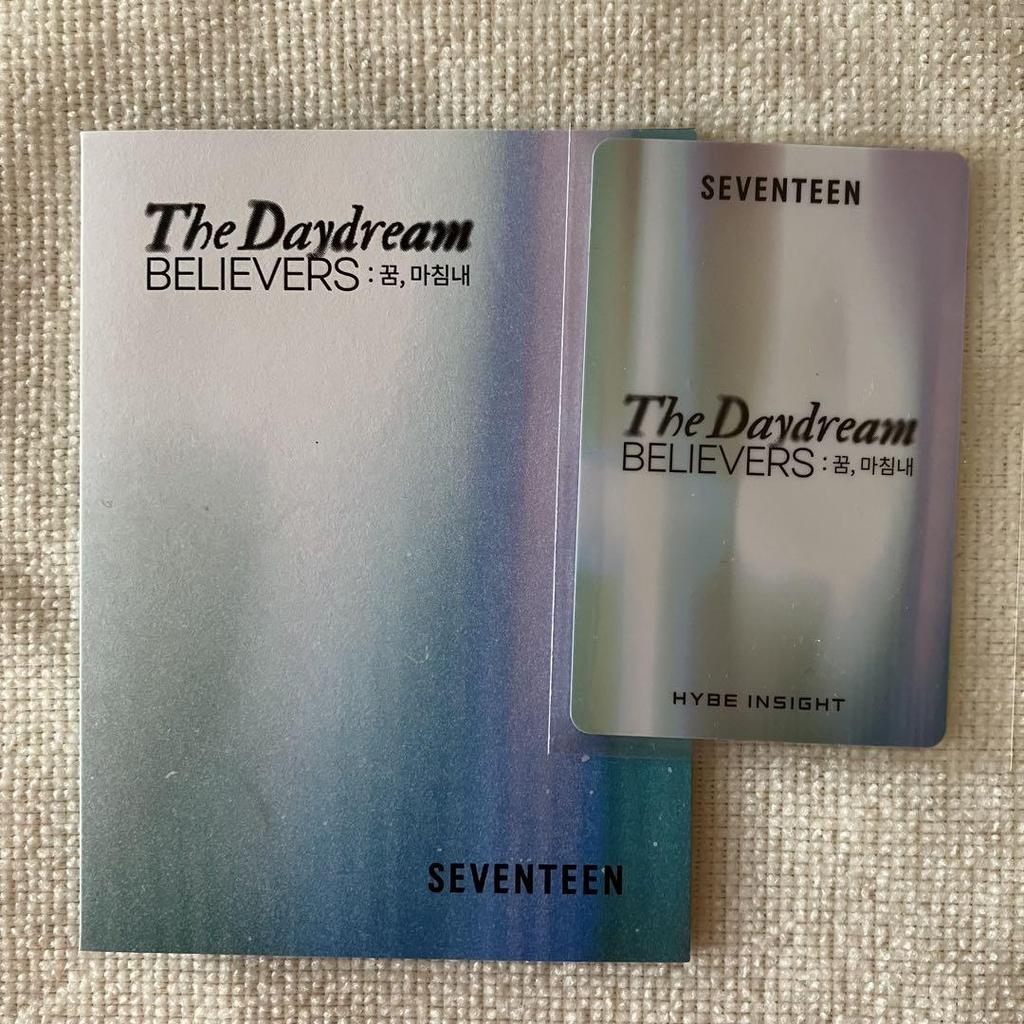 The Daydream
BELIEVERS : 꿈, 마침내
SEVENTEEN
SEVENTEEN
The Daydream
BELIEVERS : 꿈, 마침내
HYBE INSIGHT